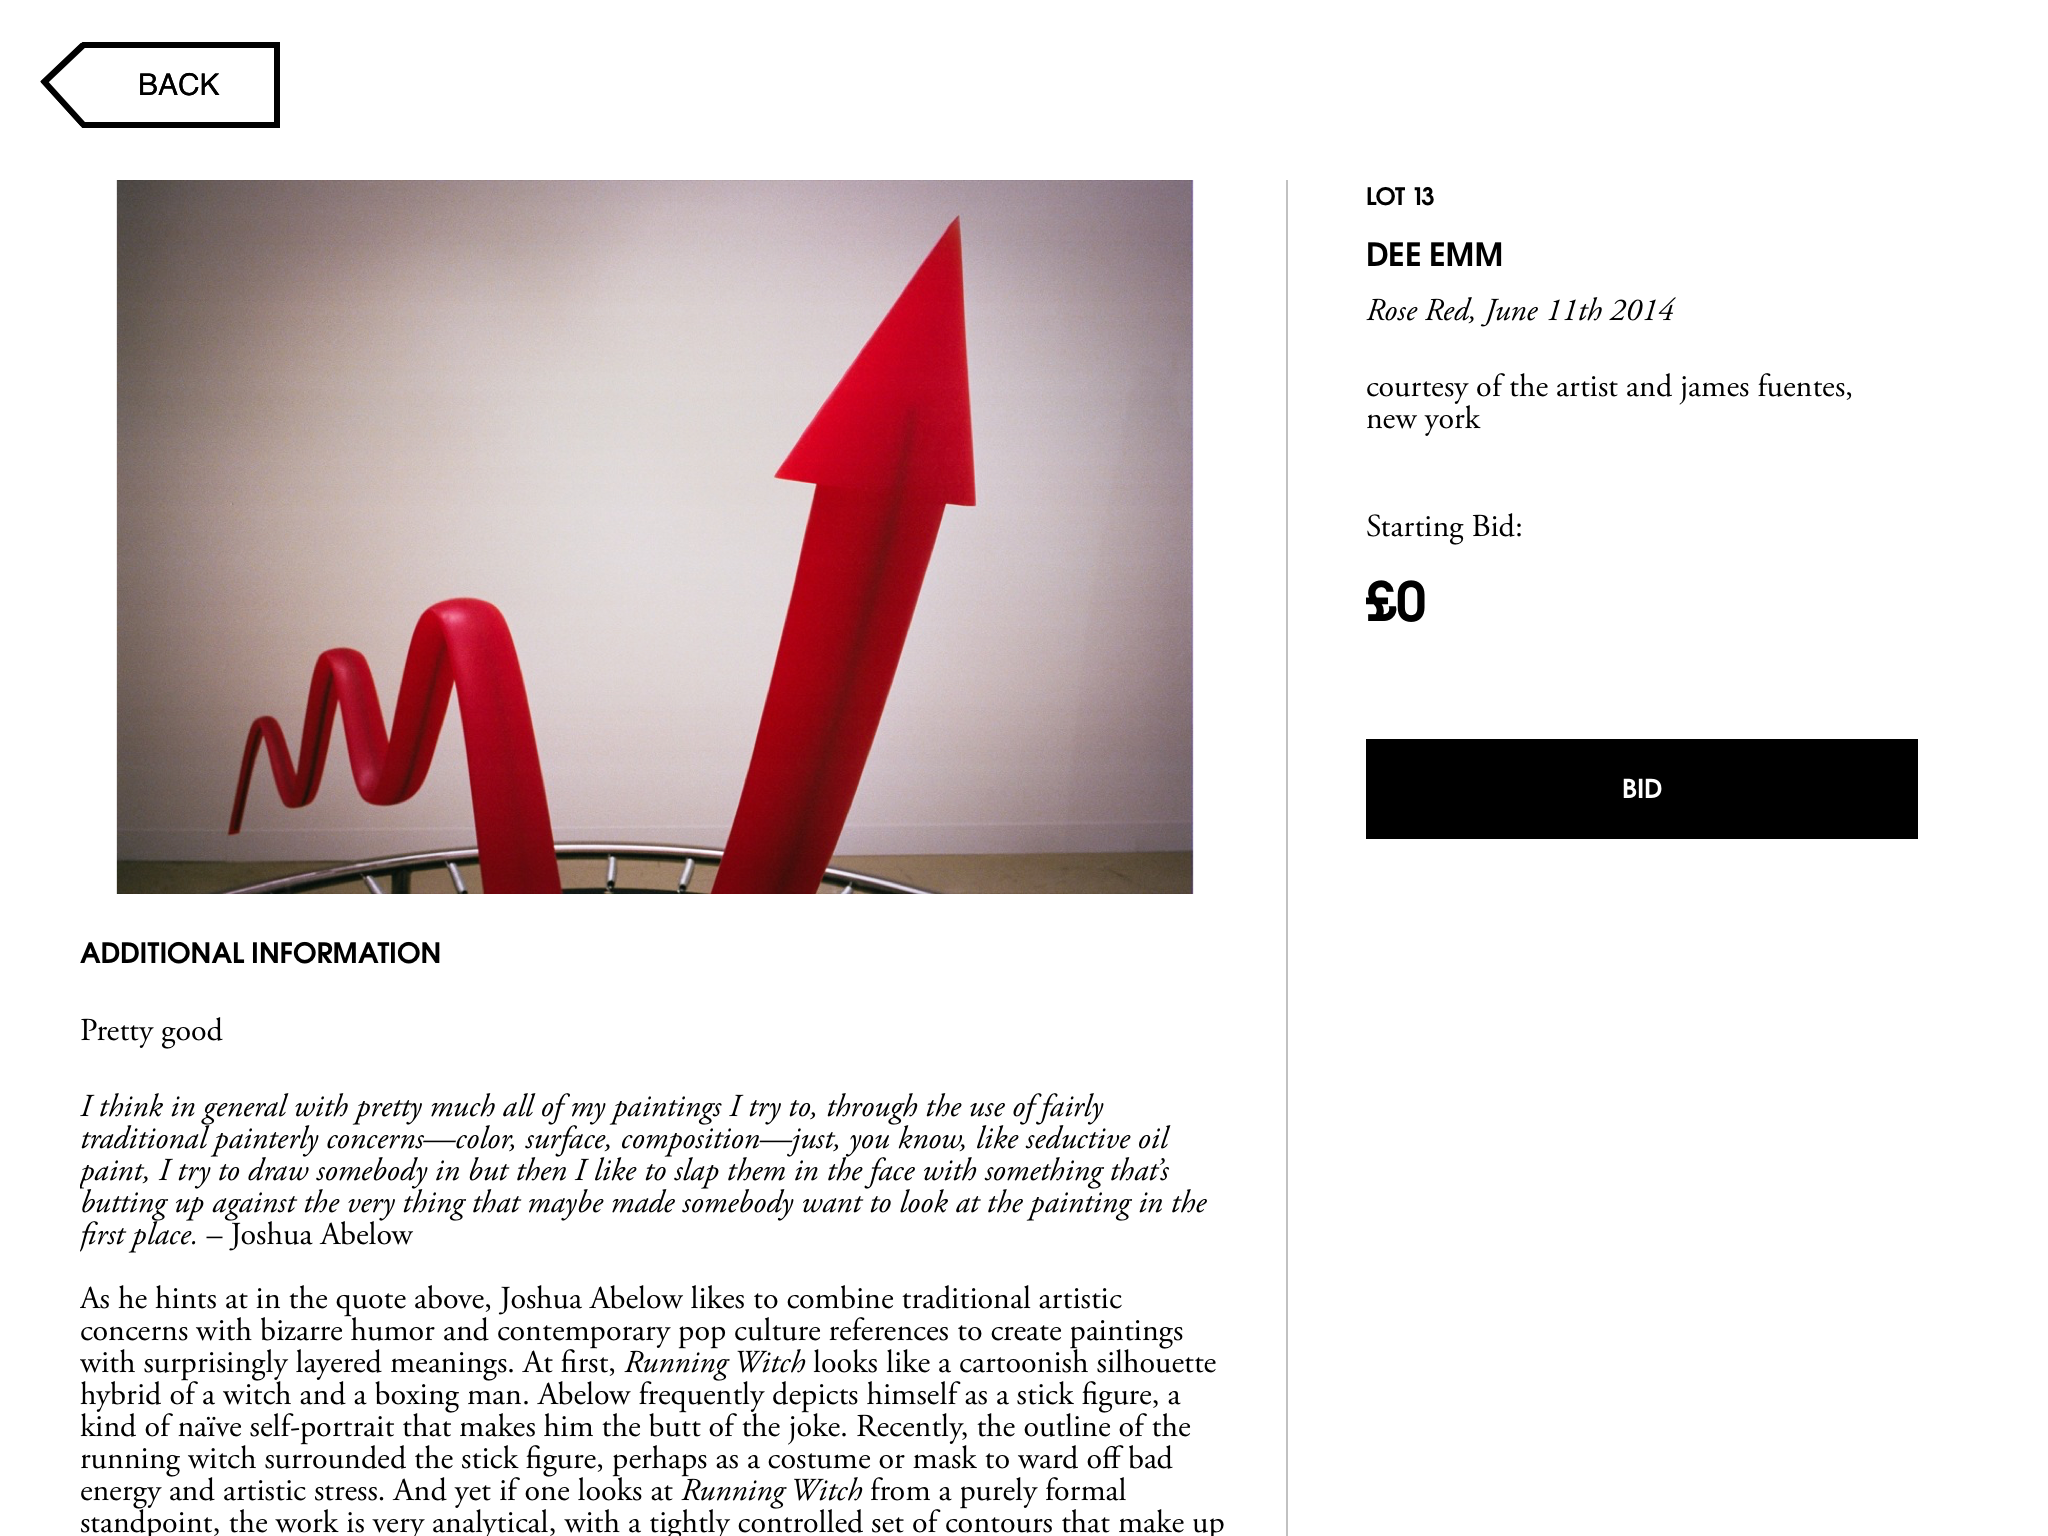 BACK
LOT 13
DEE EMM
Rose Red, June 11th 2014
courtesy of the artist and james fuentes,
new york
Starting Bid:
£0
BID
ADDITIONAL INFORMATION
Pretty good
I think in general with pretty much all of my paintings I try to, through the use of fairly
traditional painterly concerns—color, surface, composition—just, you know, like seductive oil
paint, I try to draw somebody in but then I like to slap them in the face with something that’s
butting up against the very thing that maybe made somebody want to look at the painting in the
first place. – Joshua Abelow
As he hints at in the quote above, Joshua Abelow likes to combine traditional artistic
concerns with bizarre humor and contemporary pop culture references to create paintings
with surprisingly layered meanings. At first, Running Witch looks like a cartoonish silhouette
hybrid of a witch and a boxing man. Abelow frequently depicts himself as a stick figure, a
kind of naïve self-portrait that makes him the butt of the joke. Recently, the outline of the
running witch surrounded the stick figure, perhaps as a costume or mask to ward off bad
energy and artistic stress. And yet if one looks at Running Witch from a purely formal
standpoint, the work is very analytical, with a tightly controlled set of contours that make up